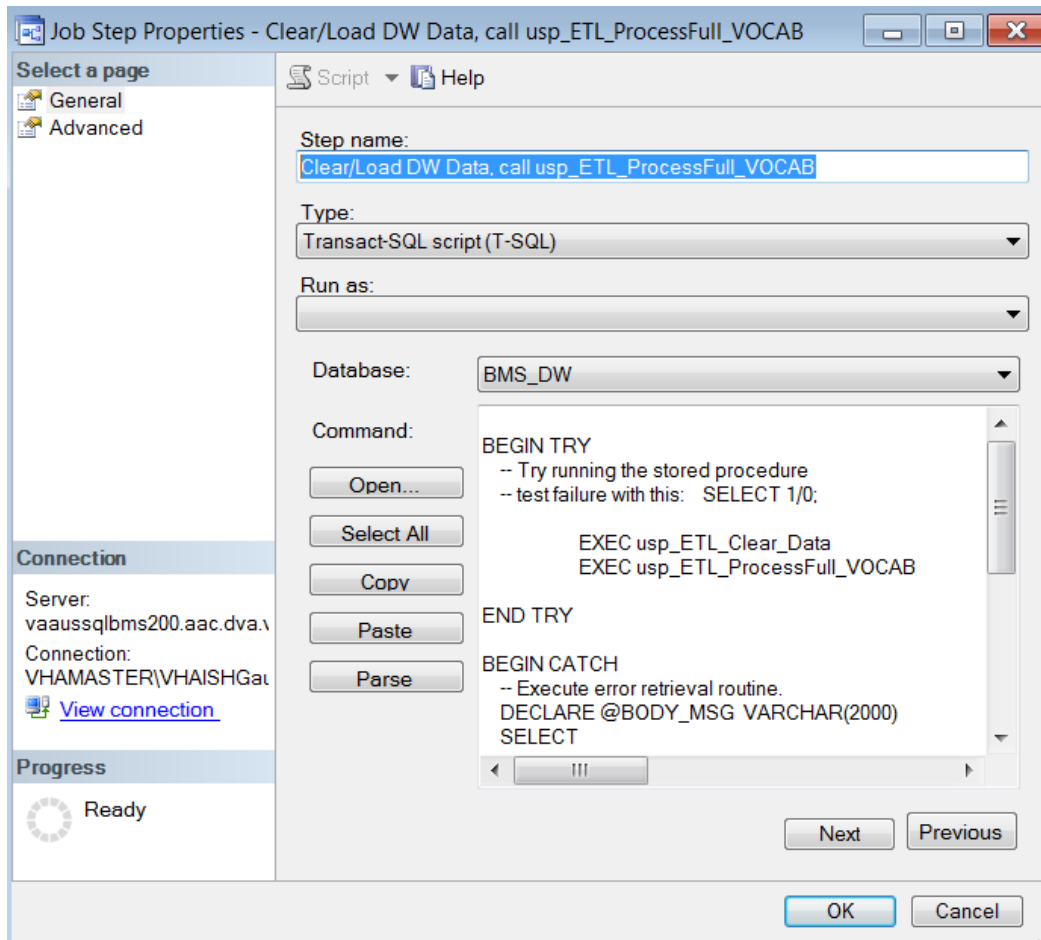 Job Step Properties - Clear/Load DW Data, call usp_ETL_ProcessFull_VOCAB
Select a page
General
Advanced
Script
Help
Step name:
Clear/Load DW Data, call usp_ETL_ProcessFull_VOCAB
Type:
Transact-SQL script (T-SQL)
Run as:
Database:
BMS_DW
Command:
Open...
Select All
Copy
Paste
Parse
BEGIN TRY
-- Try running the stored procedure
-- test failure with this: SELECT 1/0;
EXEC usp_ETL_Clear_Data
EXEC usp_ETL_ProcessFull_VOCAB
END TRY
BEGIN CATCH
-- Execute error retrieval routine.
DECLARE @BODY_MSG VARCHAR(2000)
SELECT
Connection
Server:
vaaussqlbms200.aac.dva.v
Connection:
VHAMASTER\VHAISHGau
View connection
Progress
Ready
Next
Previous
OK
Cancel